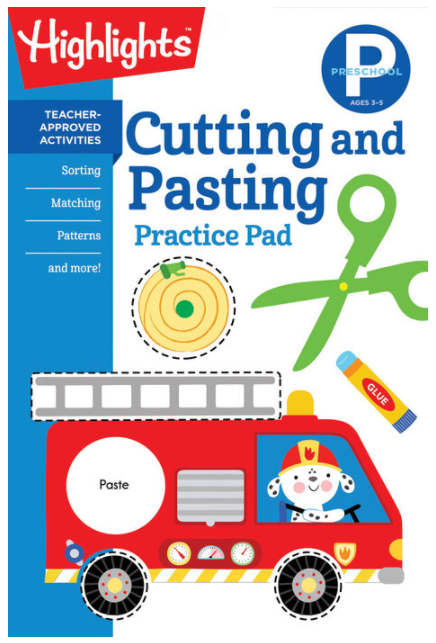 Highlights™
P
PRESCHOOL
AGES 3–5
TEACHER-
APPROVED
ACTIVITIES
Sorting
Matching
Patterns
and more!
Cutting and
Pasting
Practice Pad
GLUE
Paste